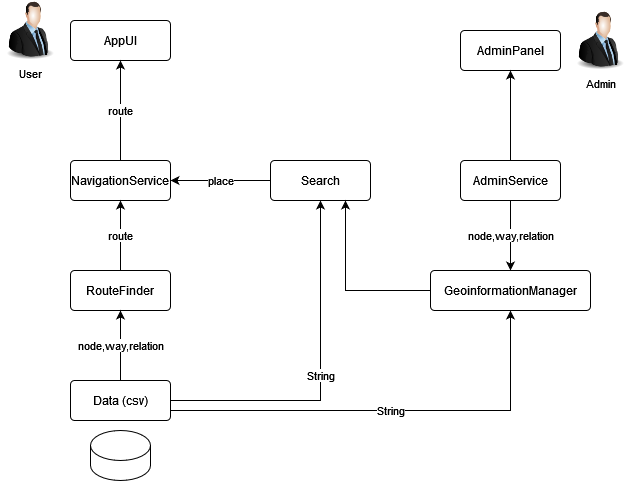 AppUI
AdminPanel
User
Admin
route
NavigationService
place
Search
AdminService
route
node,way,relation
RouteFinder
GeoinformationManager
node,way,relation
String
Data (csv)
String